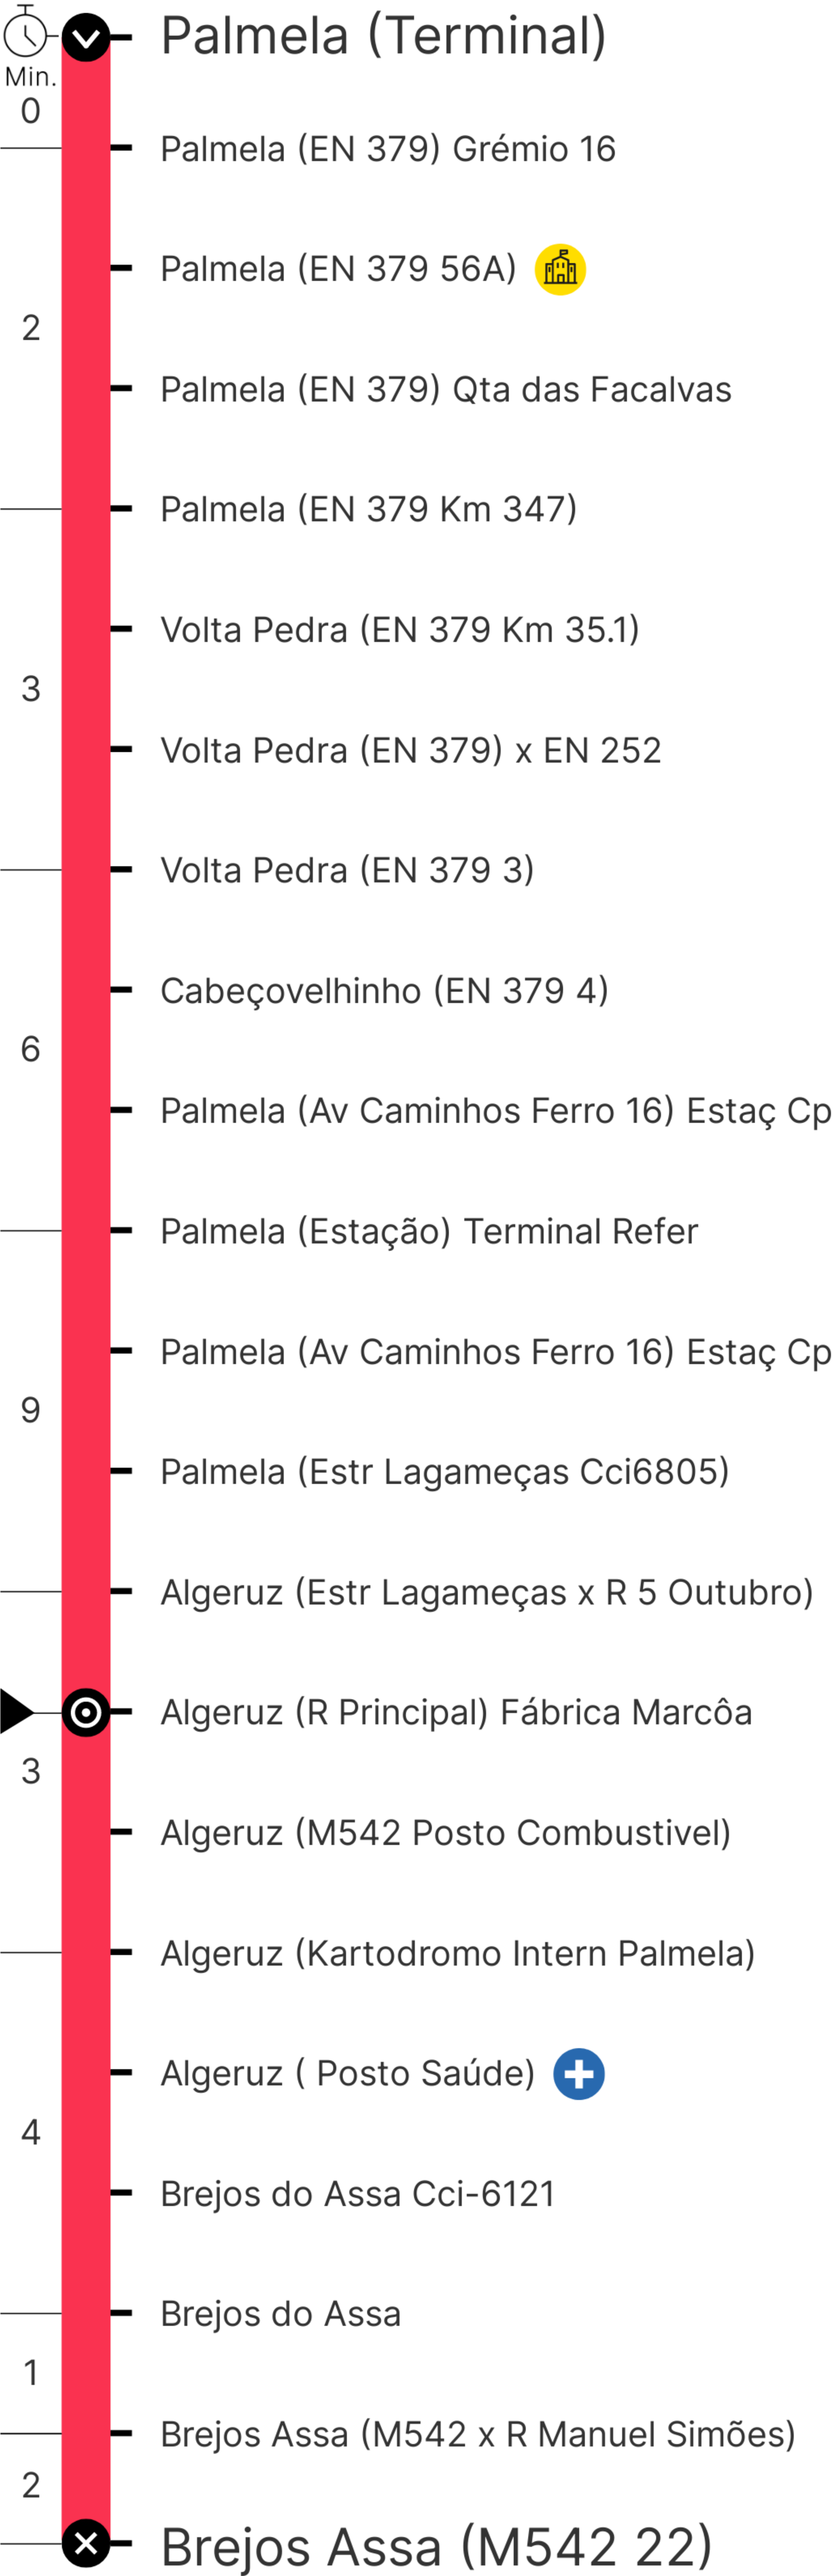 Palmela (Terminal)
Min.
0
Palmela (EN 379) Grémio 16
Palmela (EN 379 56A)
2
Palmela (EN 379) Qta das Facalvas
Palmela (EN 379 Km 347)
Volta Pedra (EN 379 Km 35.1)
3
Volta Pedra (EN 379) x EN 252
Volta Pedra (EN 379 3)
Cabeçovelhinho (EN 379 4)
6
Palmela (Av Caminhos Ferro 16) Estaç Cp
Palmela (Estação) Terminal Refer
Palmela (Av Caminhos Ferro 16) Estaç Cp
9
Palmela (Estr Lagameças Cci6805)
Algeruz (Estr Lagameças x R 5 Outubro)
Algeruz (R Principal) Fábrica Marcôa
3
Algeruz (M542 Posto Combustivel)
Algeruz (Kartodromo Intern Palmela)
Algeruz ( Posto Saúde)
4
Brejos do Assa Cci-6121
Brejos do Assa
1
Brejos Assa (M542 x R Manuel Simões)
2
Brejos Assa (M542 22)